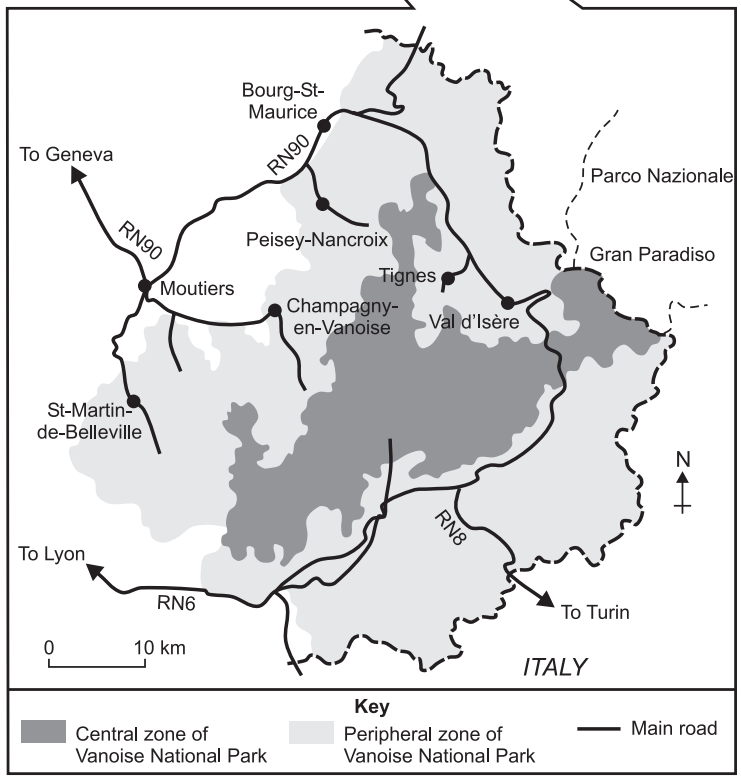 Bourg-St-
Maurice
To Geneva
RN90
Parco Nazionale
RN90
Peisey-Nancroix
Gran Paradiso
Tignes
Moutiers
Champagny-
en-Vanoise
Val d'Isère
St-Martin-
de-Belleville
N
RN8
To Lyon
RN6
To Turin
0 10 km
ITALY
Key
Central zone of
Vanoise National Park
Peripheral zone of
Vanoise National Park
Main road